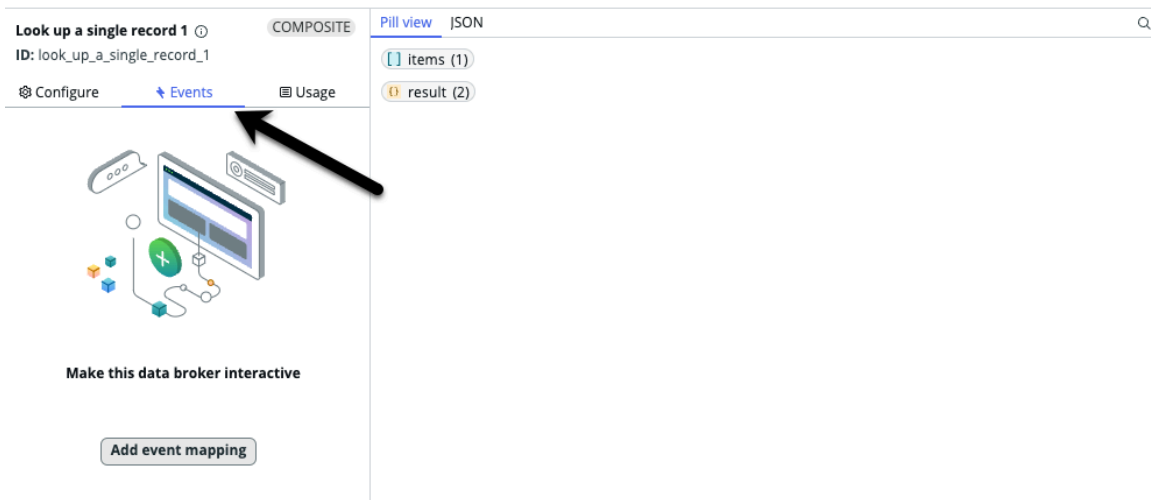 Look up a single record 1
COMPOSITE
ID: look_up_a_single_record_1
Configure
Events
Usage
Make this data broker interactive
Add event mapping
Pill view
JSON
[ ] items (1)
{} result (2)